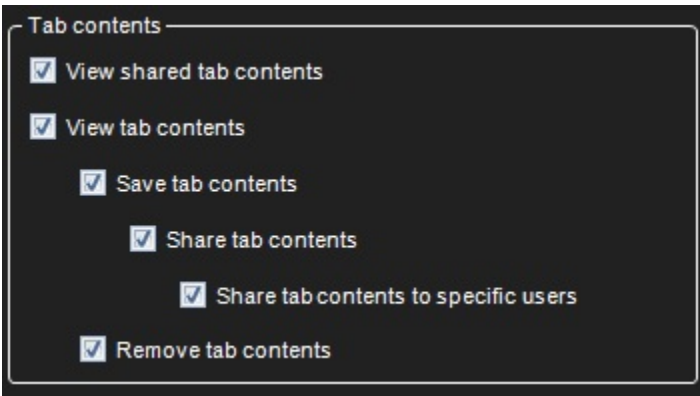 Tab contents
View shared tab contents
View tab contents
Save tab contents
Share tab contents
Share tab contents to specific users
Remove tab contents